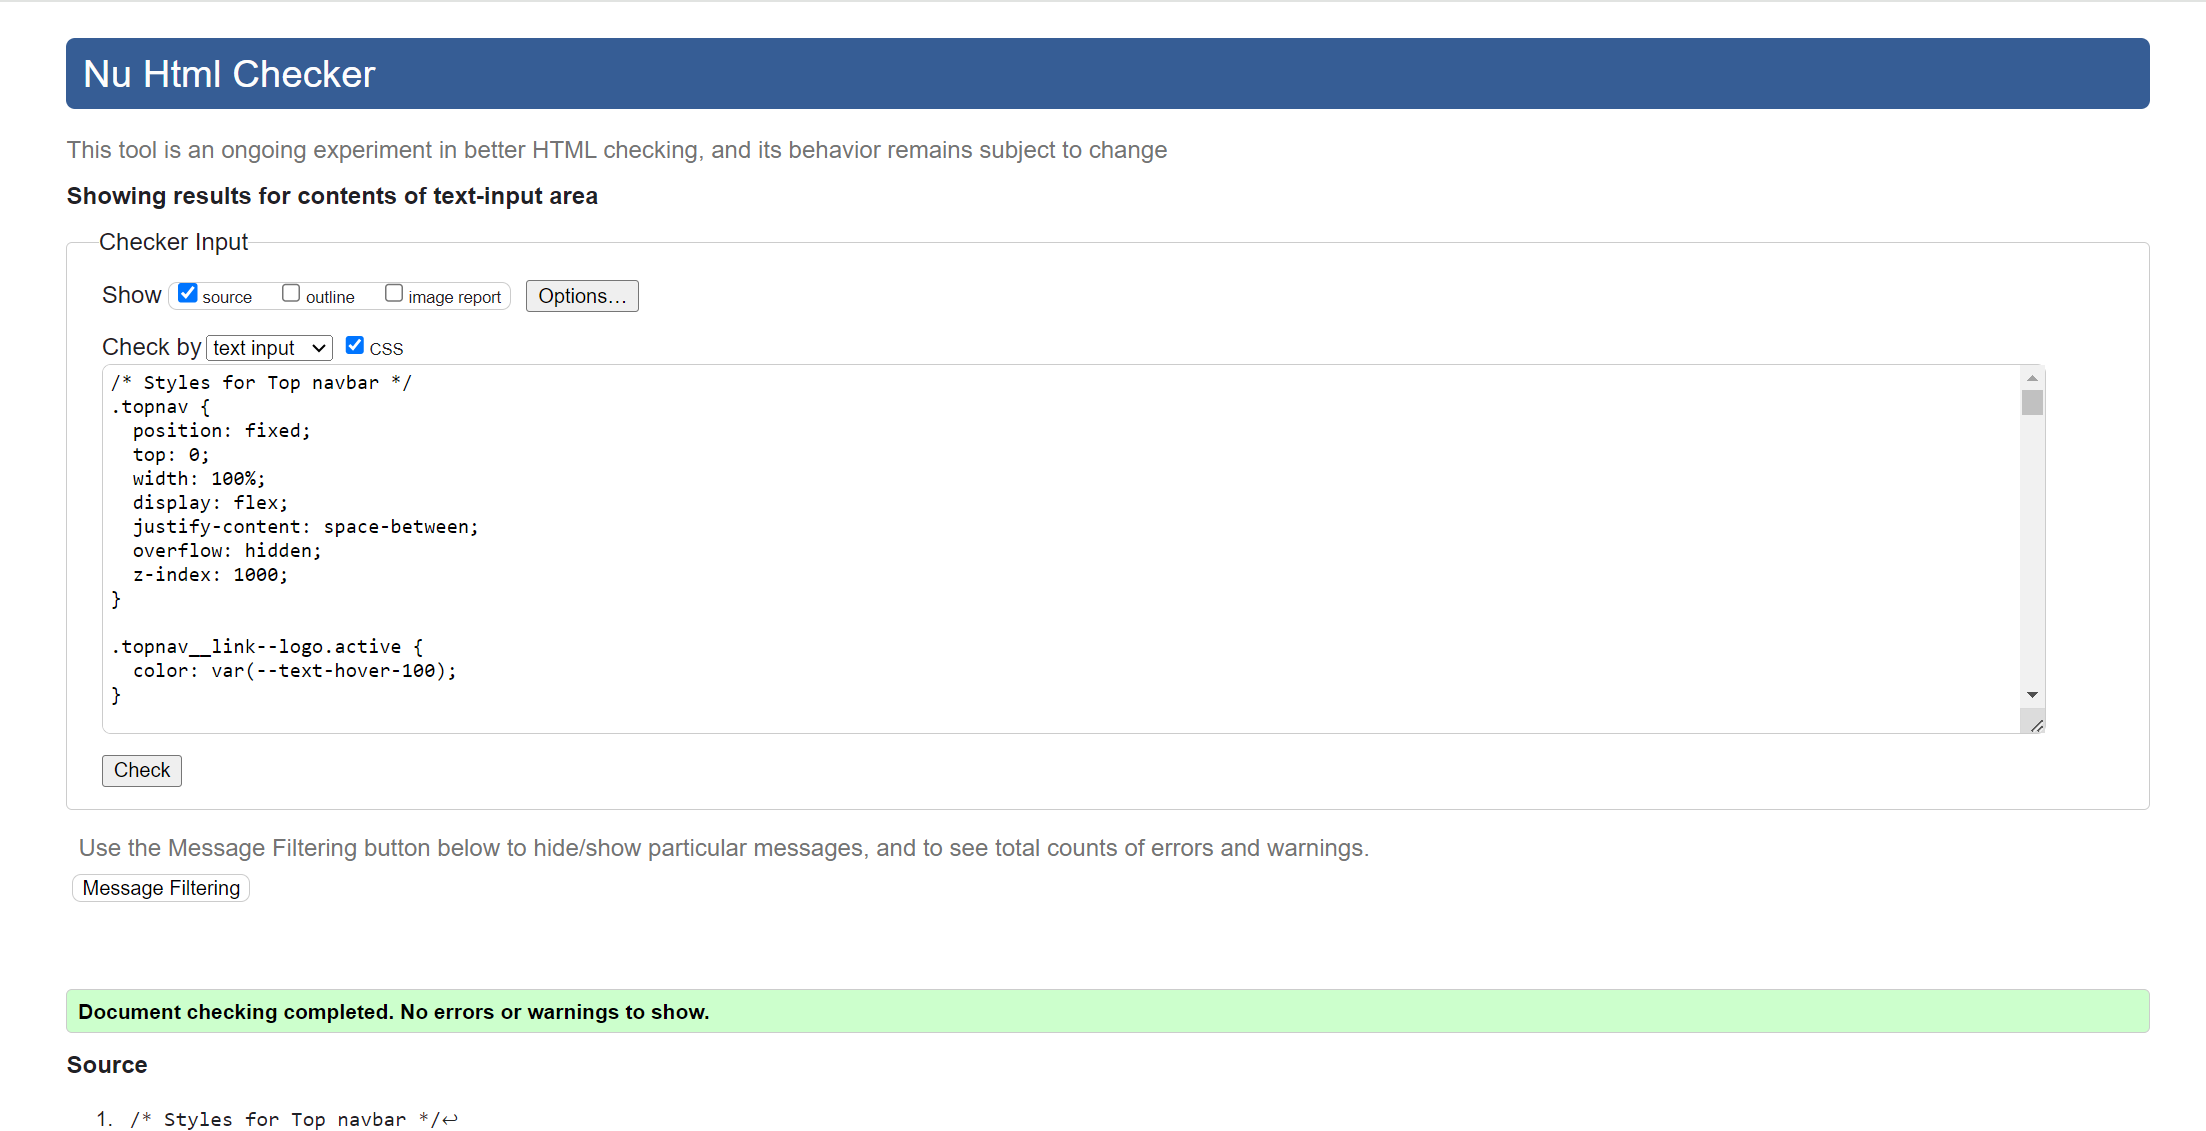 Nu Html Checker
This tool is an ongoing experiment in better HTML checking, and its behavior remains subject to change
Showing results for contents of text-input area
Checker Input
Show source outline image report Options...
Check by text input CSS
/* Styles for Top navbar */
.topnav {
  position: fixed;
  top: 0;
  width: 100%;
  display: flex;
  justify-content: space-between;
  overflow: hidden;
  z-index: 1000;
}
.topnav__link--logo.active {
  color: var(--text-hover-100);
}
Check
Use the Message Filtering button below to hide/show particular messages, and to see total counts of errors and warnings.
Message Filtering
Document checking completed. No errors or warnings to show.
Source
1. /* Styles for Top navbar */↩